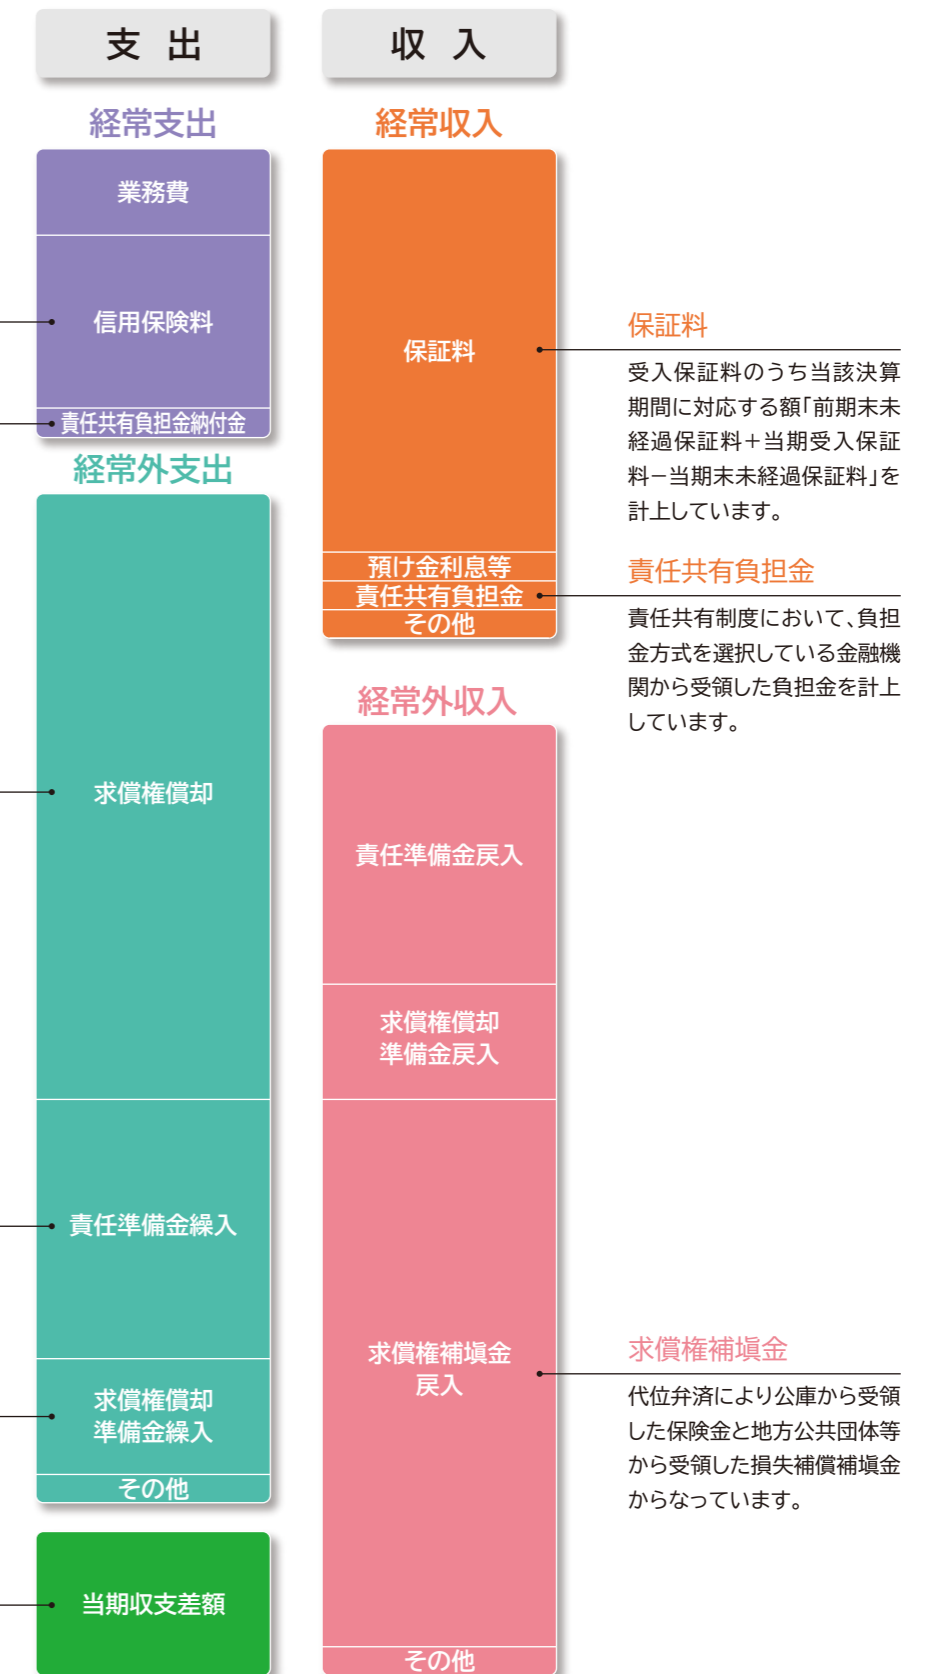 支出
経常支出
業務費
信用保険料
責任共有負担金納付金
経常外支出
求償権償却
責任準備金繰入
求償権償却
準備金繰入
その他
当期収支差額
収入
経常収入
保証料
預け金利息等
責任共有負担金
その他
経常外収入
責任準備金戻入
求償権償却
準備金戻入
求償権補塡金
戻入
その他
保証料
受入保証料のうち当該決算
期間に対応する額「前期末未
経過保証料＋当期受入保証
料－当期末未経過保証料」を
計上しています。
責任共有負担金
責任共有制度において、負担
金方式を選択している金融機
関から受領した負担金を計上
しています。
求償権補塡金
代位弁済により公庫から受領
した保険金と地方公共団体等
から受領した損失補償補塡金
からなっています。